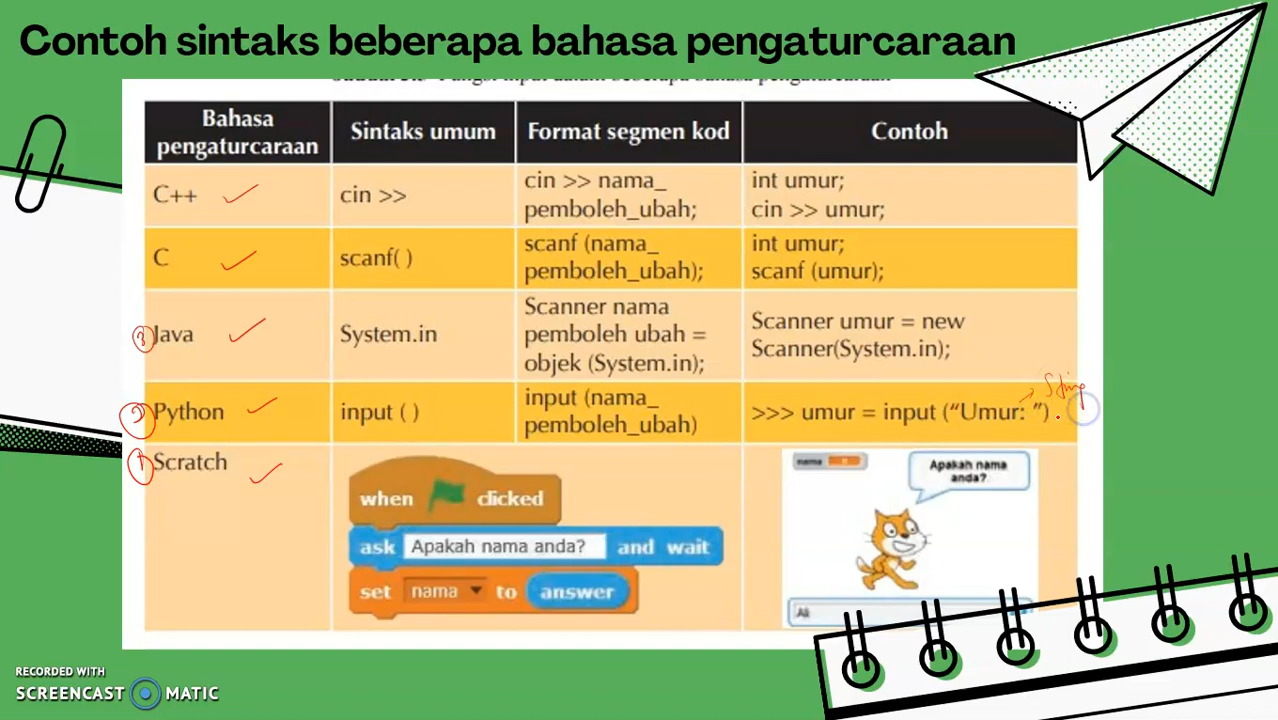 Contoh sintaks beberapa bahasa pengaturcaraan
Bahasa
pengaturcaraan
Sintaks umum
Format segmen kod
Contoh
C++
cin >>
cin >> nama_
pemboleh_ubah;
int umur;
cin >> umur;
C
scanf( )
scanf (nama_
pemboleh_ubah);
int umur;
scanf (umur);
Java
System.in
Scanner nama
pemboleh ubah =
objek (System.in);
Scanner umur = new
Scanner(System.in);
Python
input ( )
input (nama_
pemboleh_ubah)
>>> umur = input (“Umur: ”)
String
Scratch
when clicked
ask Apakah nama anda? and wait
set nama to answer
nama
Apakah nama
anda?
Ali
RECORDED WITH
SCREENCAST MATIC